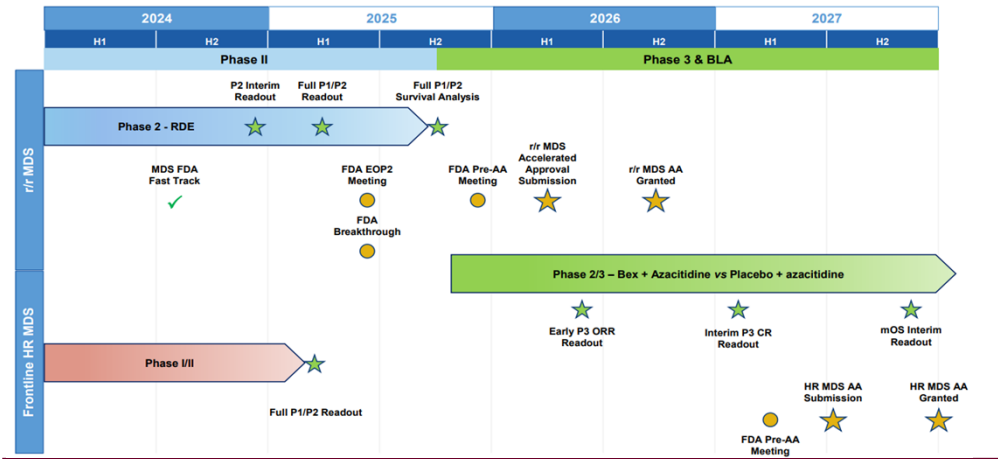 2024
2025
2026
2027
H1
H2
H1
H2
H1
H2
H1
H2
Phase II
Phase 3 & BLA
r/r MDS
P2 Interim
Readout
Full P1/P2
Readout
Full P1/P2
Survival Analysis
Phase 2 - RDE
MDS FDA
Fast Track
FDA EOP2
Meeting
FDA Pre-AA
Meeting
r/r MDS
Accelerated
Approval
Submission
r/r MDS AA
Granted
FDA
Breakthrough
Phase 2/3 – Bex + Azacitidine vs Placebo + azacitidine
Frontline HR MDS
Early P3 ORR
Readout
Interim P3 CR
Readout
mOS Interim
Readout
Phase I/II
Full P1/P2 Readout
HR MDS AA
Submission
HR MDS AA
Granted
FDA Pre-AA
Meeting